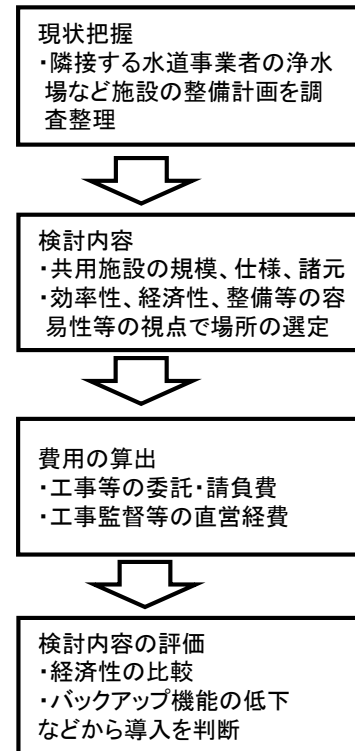 現状把握
・隣接する水道事業者の浄水
場など施設の整備計画を調
査整理
検討内容
・共用施設の規模、仕様、諸元
・効率性、経済性、整備等の容
易性等の視点で場所の選定
費用の算出
・工事等の委託・請負費
・工事監督等の直営経費
検討内容の評価
・経済性の比較
・バックアップ機能の低下
などから導入を判断